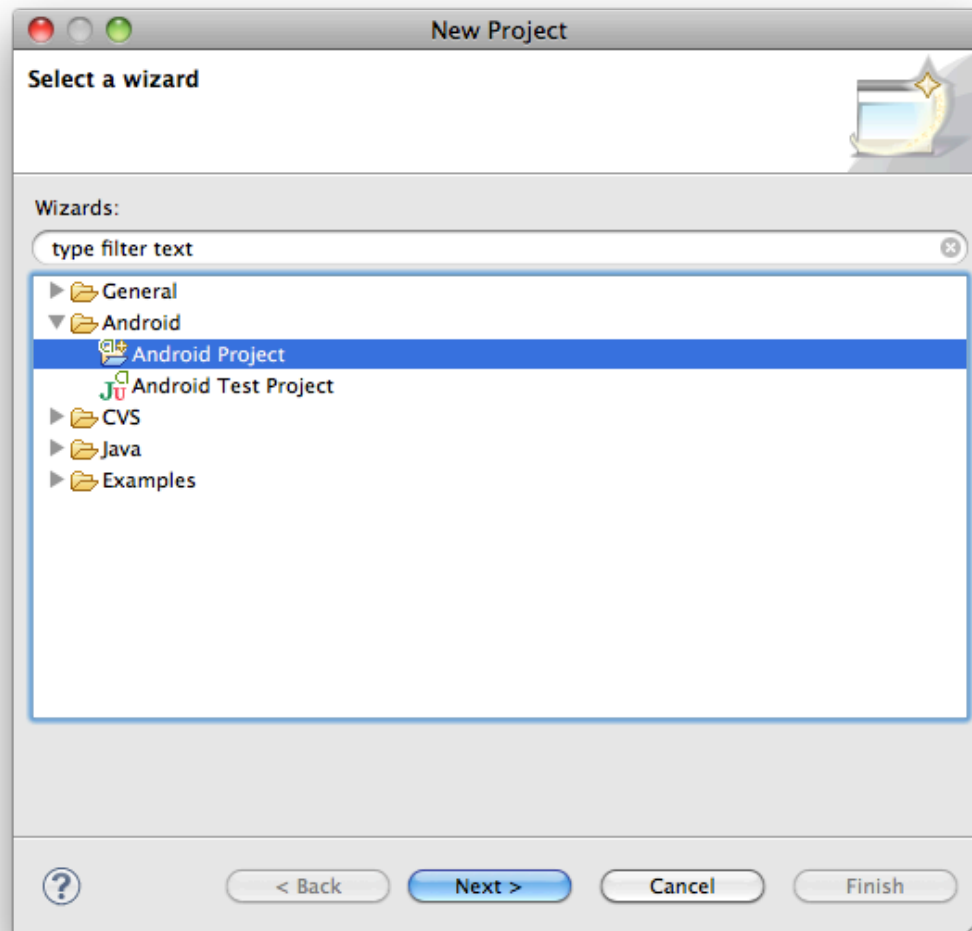 New Project
Select a wizard
Wizards:
type filter text
General
Android
Android Project
Android Test Project
CVS
Java
Examples
? < Back Next > Cancel Finish